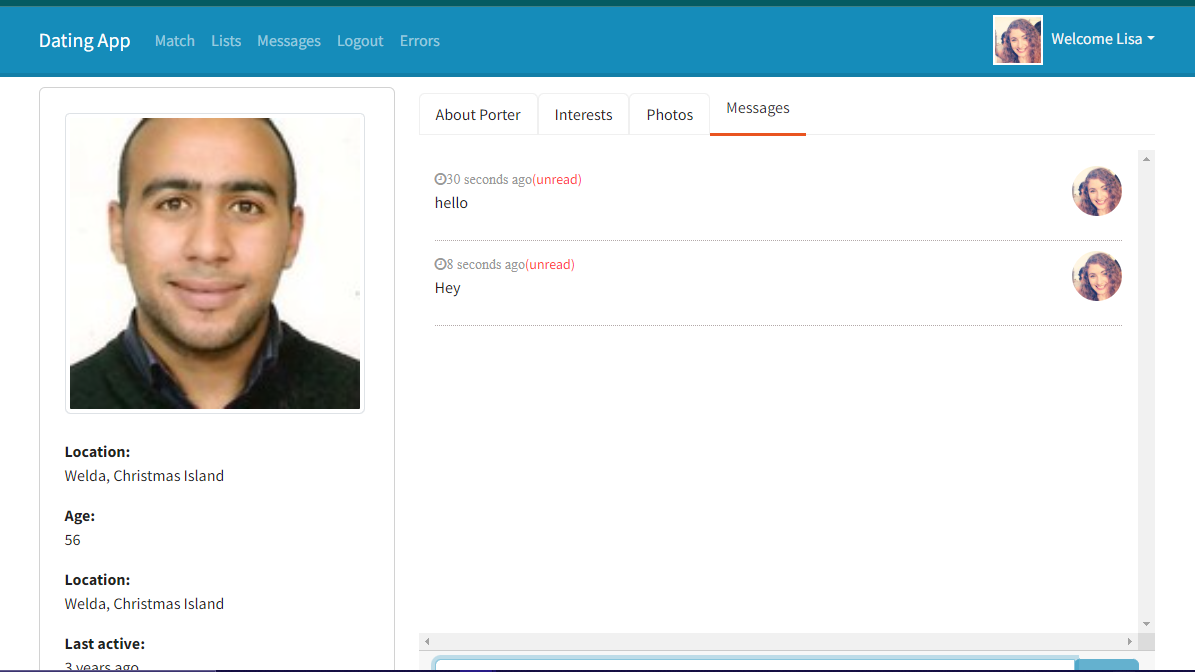 Dating App Match Lists Messages Logout Errors Welcome Lisa
About Porter Interests Photos Messages
30 seconds ago(unread)
hello
8 seconds ago(unread)
Hey
Location:
Welda, Christmas Island
Age:
56
Location:
Welda, Christmas Island
Last active:
3 years ago